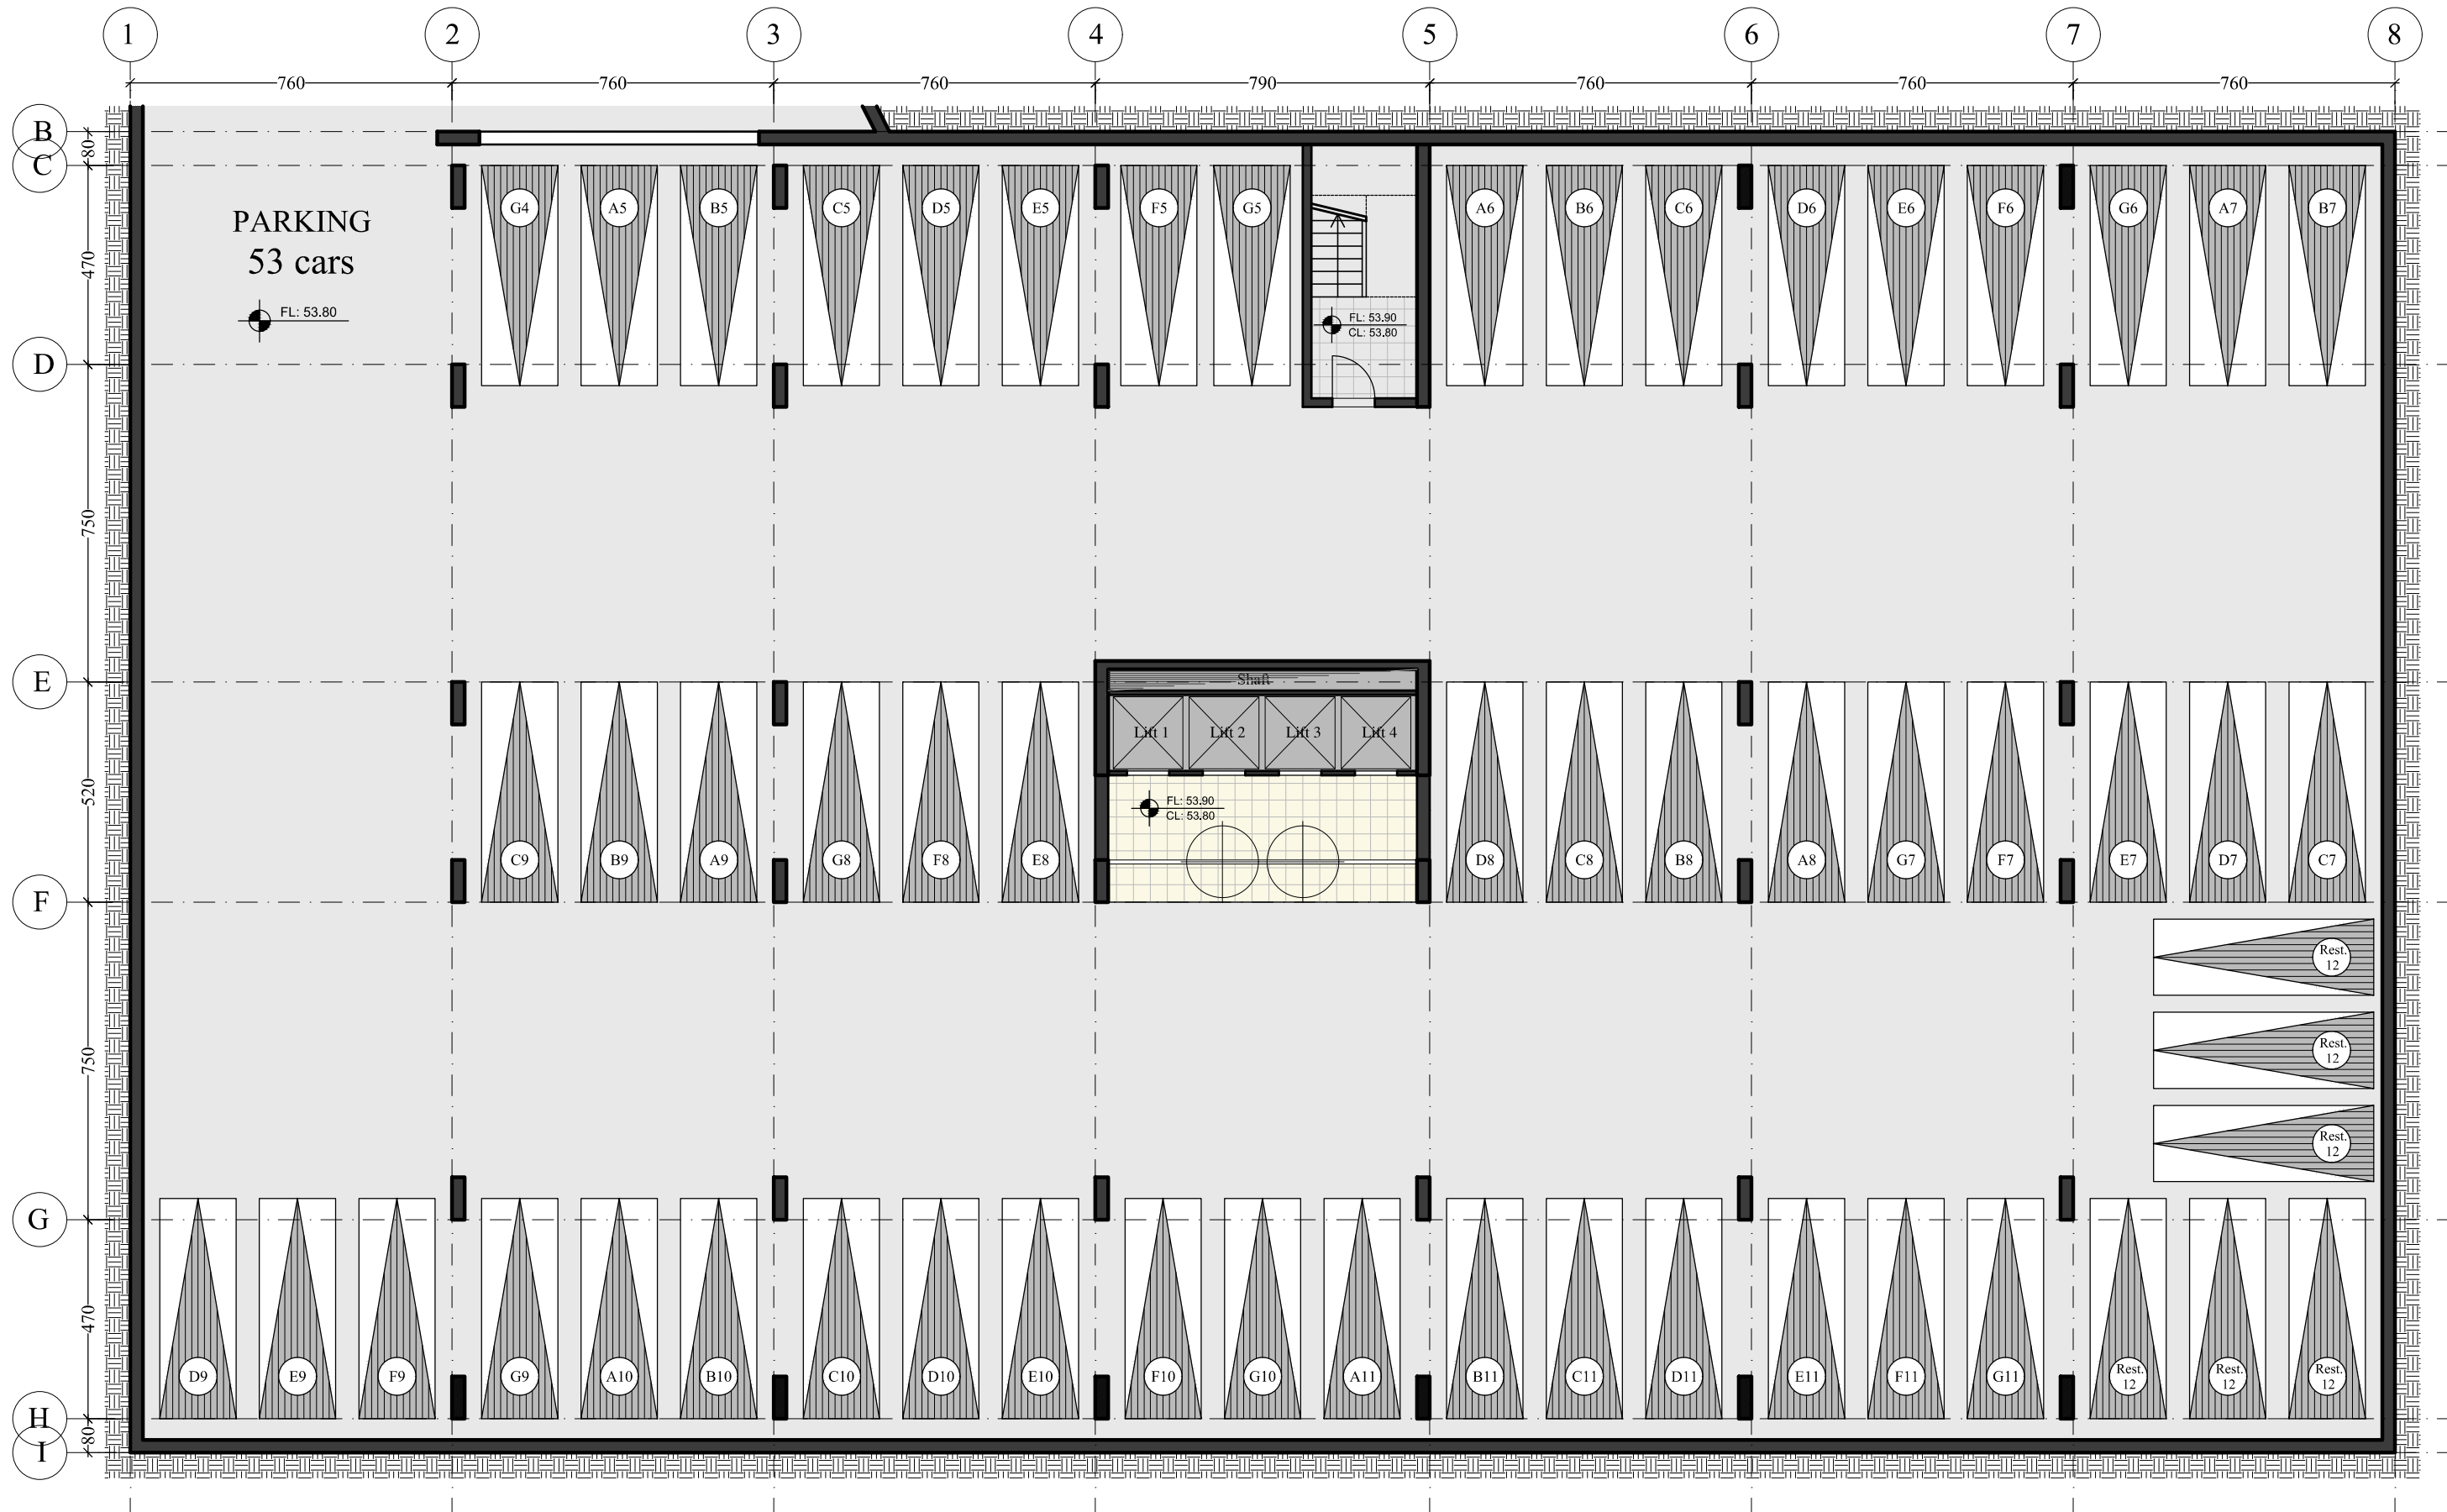 1 2 3 4 5 6 7 8
760 760 760 790 760 760 760
B
80
C
G4 A5 B5 C5 D5 E5 F5 G5 A6 B6 C6 D6 E6 F6 G6 A7 B7
PARKING
53 cars
470
FL: 53.80
FL: 53.90
CL: 53.80
D
750
E
Shaft
Lift 1 Lift 2 Lift 3 Lift 4
520
FL: 53.90
CL: 53.80
C9 B9 A9 G8 F8 E8 D8 C8 B8 A8 G7 F7 E7 D7 C7
F
Rest.
12
Rest.
12
750
Rest.
12
G
470
D9 E9 F9 G9 A10 B10 C10 D10 E10 F10 G10 A11 B11 C11 D11 E11 F11 G11
Rest.
12
Rest.
12
Rest.
12
H
80
I